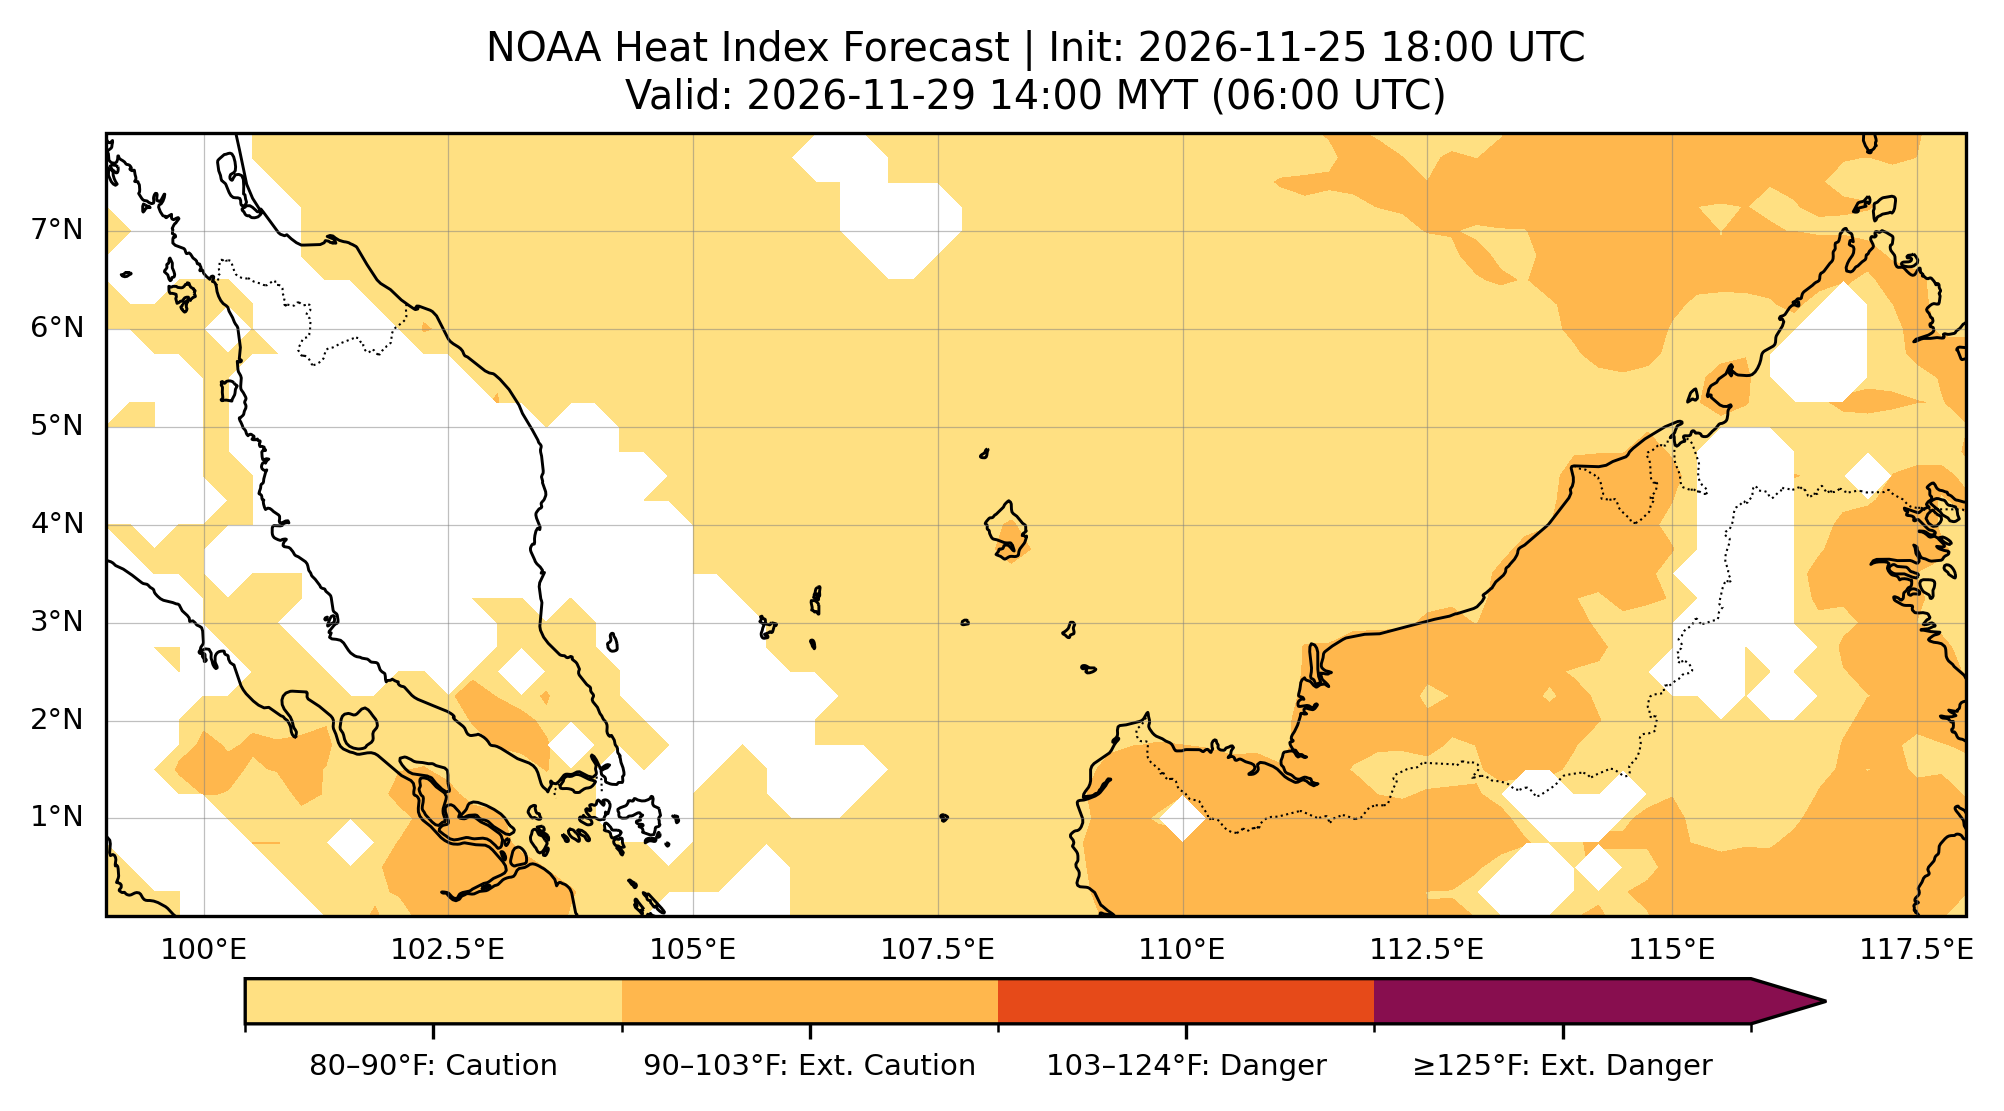 NOAA Heat Index Forecast | Init: 2026-11-25 18:00 UTC
Valid: 2026-11-29 14:00 MYT (06:00 UTC)
7°N
6°N
5°N
4°N
3°N
2°N
1°N
100°E 102.5°E 105°E 107.5°E 110°E 112.5°E 115°E 117.5°E
80–90°F: Caution 90–103°F: Ext. Caution 103–124°F: Danger ≥125°F: Ext. Danger